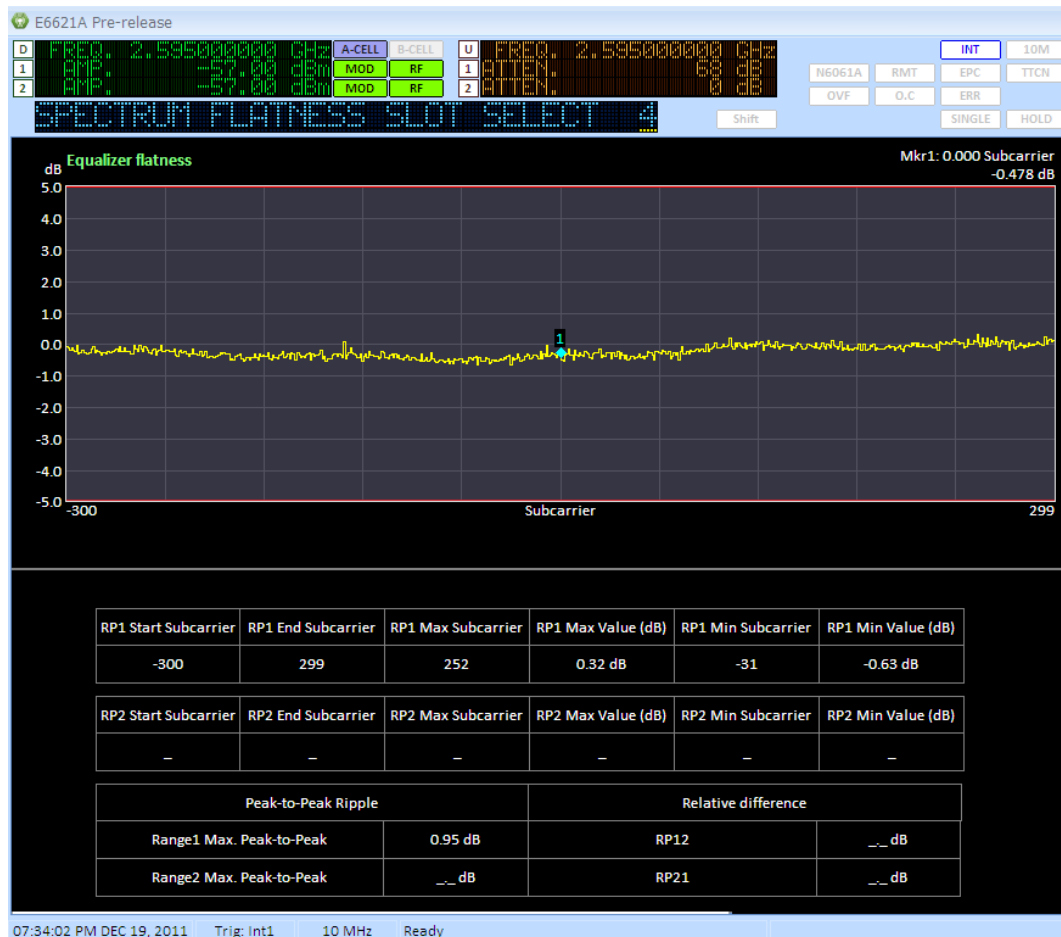 E6621A Pre-release
D FREQ. 2.595000000 GHz A-CELL B-CELL U FREQ. 2.595000000 GHz INT 10M
1 AMP. -57.00 dBm MOD RF 1 ATTEN. 68 dB N6061A RMT EPC TTCN
2 AMP. -57.00 dBm MOD RF 2 ATTEN. 0 dB OVF O.C ERR
SPECTRUM FLATNESS SLOT SELECT 4 Shift SINGLE HOLD
dB Equalizer flatness Mkr1: 0.000 Subcarrier
-0.478 dB
5.0
4.0
3.0
2.0
1.0
1
0.0
-1.0
-2.0
-3.0
-4.0
-5.0
-300 Subcarrier 299
RP1 Start Subcarrier RP1 End Subcarrier RP1 Max Subcarrier RP1 Max Value (dB) RP1 Min Subcarrier RP1 Min Value (dB)
-300 299 252 0.32 dB -31 -0.63 dB
RP2 Start Subcarrier RP2 End Subcarrier RP2 Max Subcarrier RP2 Max Value (dB) RP2 Min Subcarrier RP2 Min Value (dB)
_ _ _ _ _ _
Peak-to-Peak Ripple Relative difference
Range1 Max. Peak-to-Peak 0.95 dB RP12 _._ dB
Range2 Max. Peak-to-Peak _._ dB RP21 _._ dB
07:34:02 PM DEC 19, 2011 Trig: Int1 10 MHz Ready